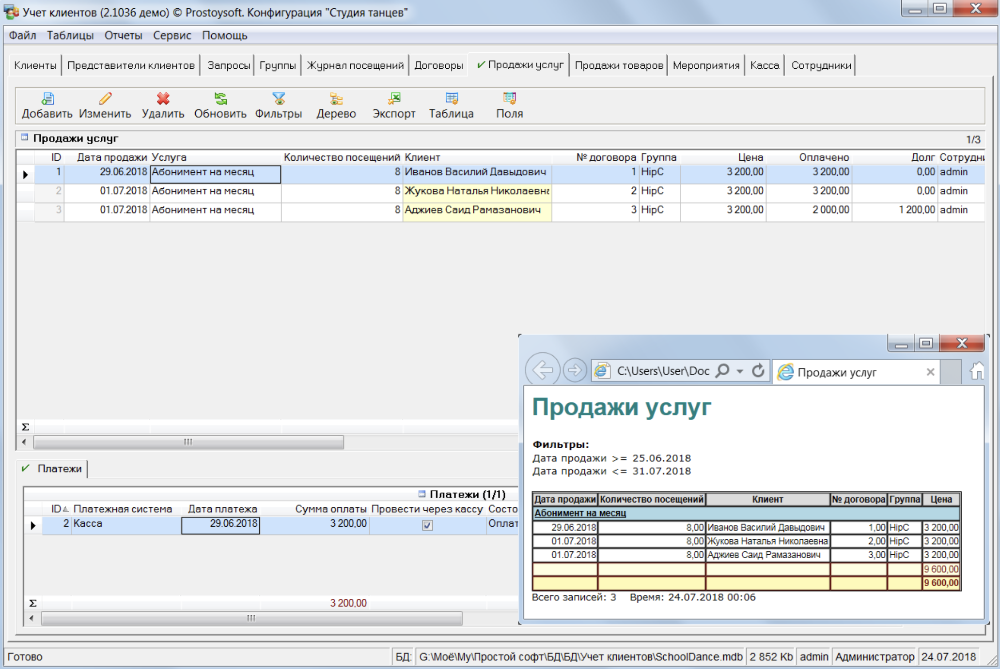 Учет клиентов (2.1036 демо) © Prostoysoft. Конфигурация "Студия танцев"
Файл Таблицы Отчеты Сервис Помощь
Клиенты Представители клиентов Запросы Группы Журнал посещений Договоры Продажи услуг Продажи товаров Мероприятия Касса Сотрудники
Добавить Изменить Удалить Обновить Фильтры Дерево Экспорт Таблица Поля
Продажи услуг 1/3
ID Дата продажи Услуга Количество посещений Клиент № договора Группа Цена Оплачено Долг Сотрудни
1 29.06.2018 Абонимент на месяц 8 Иванов Василий Давыдович 1 HipC 3 200,00 3 200,00 0,00 admin
2 01.07.2018 Абонимент на месяц 8 Жукова Наталья Николаевна 2 HipC 3 200,00 3 200,00 0,00 admin
3 01.07.2018 Абонимент на месяц 8 Аджиев Саид Рамазанович 3 HipC 3 200,00 2 000,00 1 200,00 admin
Σ
Платежи
Платежи (1/1)
ID Платежная система Дата платежа Сумма оплаты Провести через кассу Состо
2 Касса 29.06.2018 3 200,00 Оплат
Σ 3 200,00
C:\Users\User\Doc Продажи услуг
Продажи услуг
Фильтры:
Дата продажи >= 25.06.2018
Дата продажи <= 31.07.2018
Дата продажи Количество посещений Клиент № договора Группа Цена
Абонимент на месяц
29.06.2018 8,00 Иванов Василий Давыдович 1,00 HipC 3 200,00
01.07.2018 8,00 Жукова Наталья Николаевна 2,00 HipC 3 200,00
01.07.2018 8,00 Аджиев Саид Рамазанович 3,00 HipC 3 200,00
9 600,00
9 600,00
Всего записей: 3 Время: 24.07.2018 00:06
Готово БД: G:\Моё\My\Простой софт\БД\БД\Учет клиентов\SchoolDance.mdb 2 852 Kb admin Администратор 24.07.2018